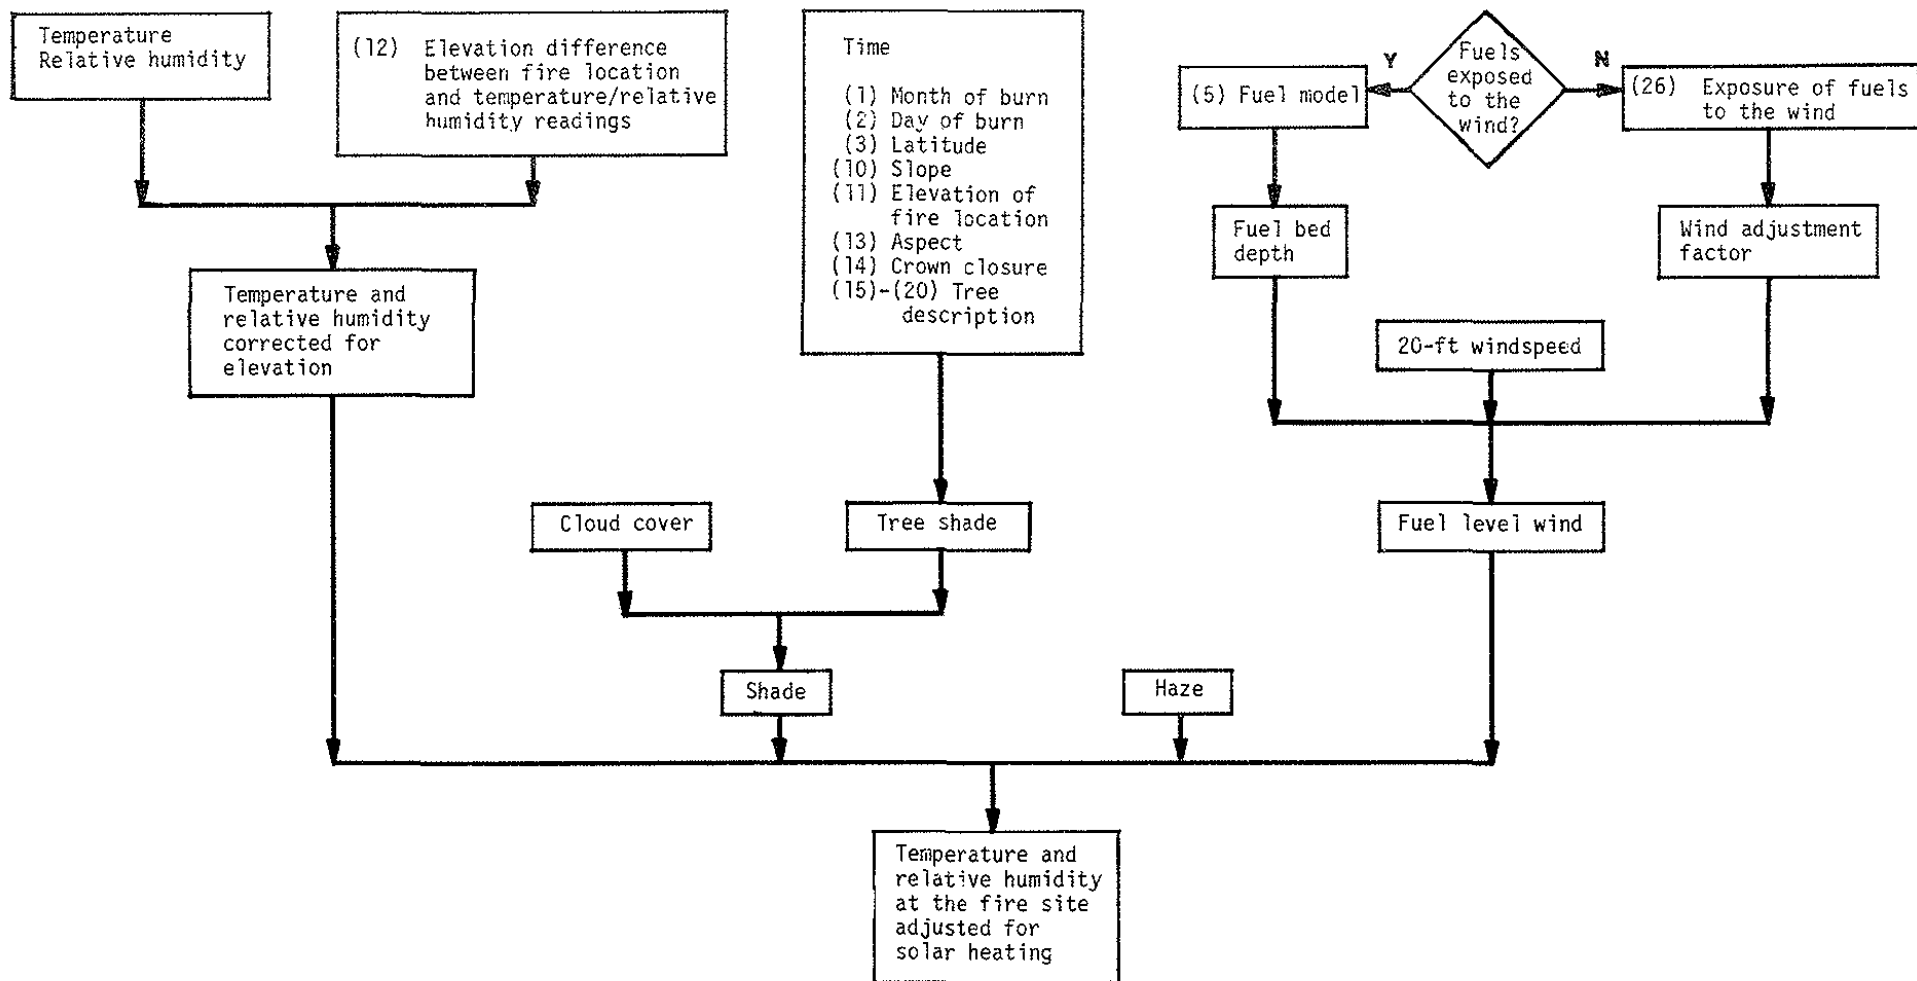 Temperature
Relative humidity
(12) Elevation difference
between fire location
and temperature/relative
humidity readings
Time
(1) Month of burn
(2) Day of burn
(3) Latitude
(10) Slope
(11) Elevation of
fire location
(13) Aspect
(14) Crown closure
(15)-(20) Tree
description
Y
Fuels
exposed
to the
wind?
N
(5) Fuel model
(26) Exposure of fuels
to the wind
Fuel bed
depth
Wind adjustment
factor
Temperature and
relative humidity
corrected for
elevation
20-ft windspeed
Cloud cover
Tree shade
Fuel level wind
Shade
Haze
Temperature and
relative humidity
at the fire site
adjusted for
solar heating